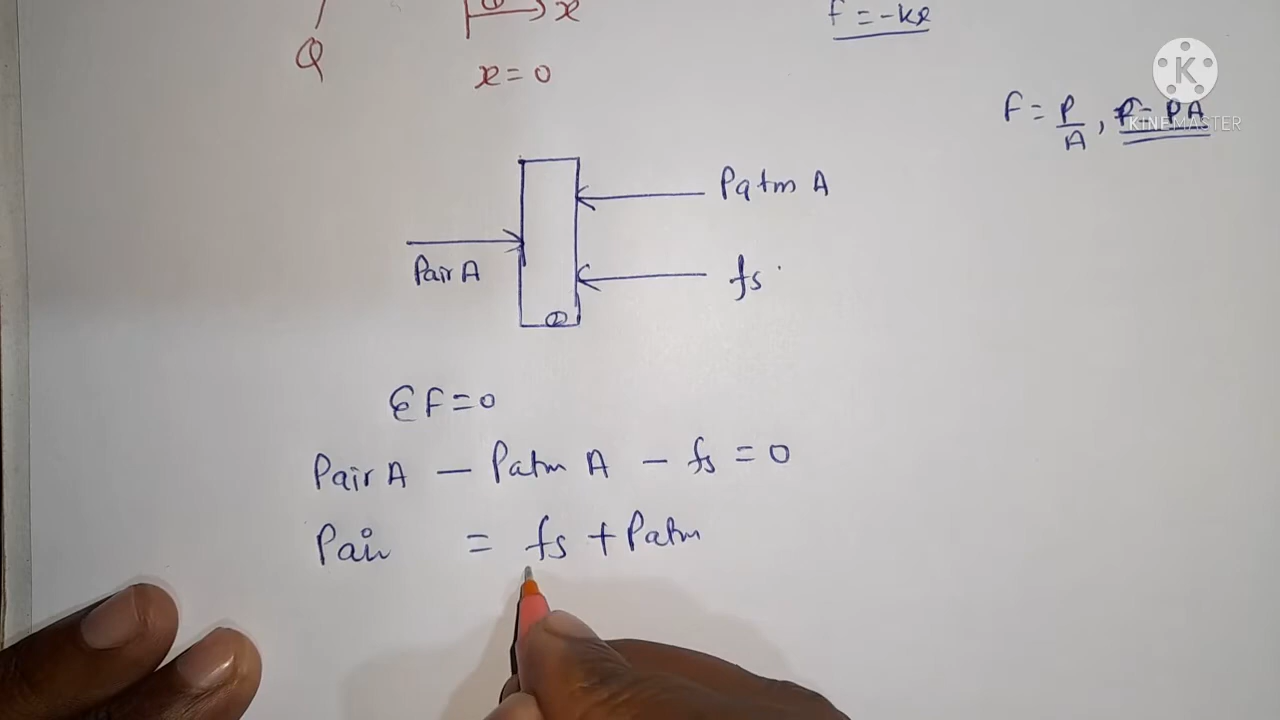 Q
x
x = 0
f = -kx
K
KINEMASTER
F = P/A, P = PA
Patm A
Pair A
fs
ΣF = 0
Pair A - Patm A - fs = 0
Pair = fs + Patm